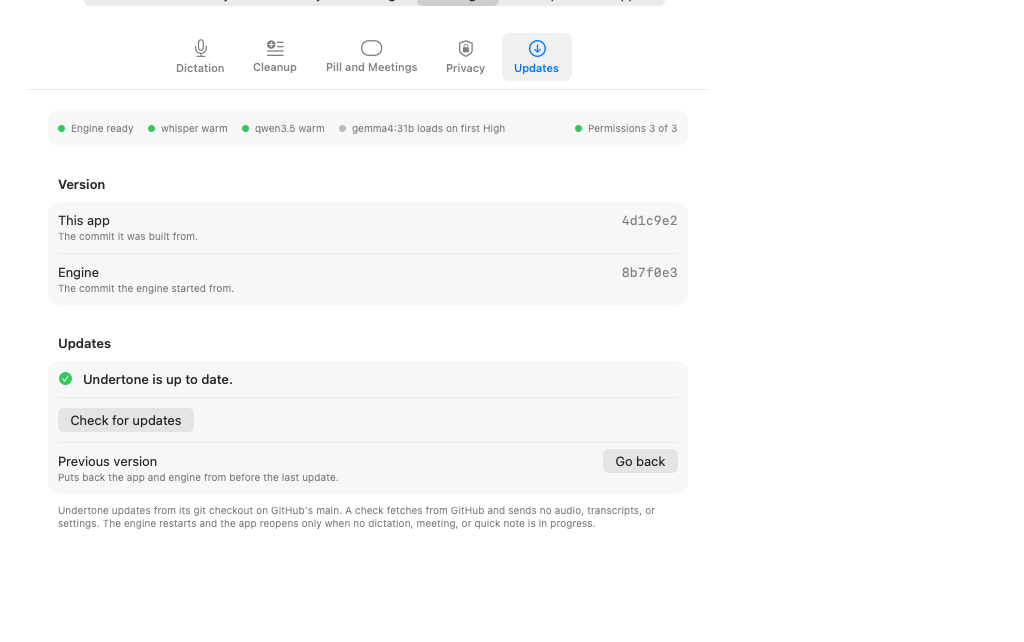 Dictation
Cleanup
Pill and Meetings
Privacy
Updates
Engine ready
whisper warm
qwen3.5 warm
gemma4:31b loads on first High
Permissions 3 of 3
Version
This app
4d1c9e2
The commit it was built from.
Engine
8b7f0e3
The commit the engine started from.
Updates
Undertone is up to date.
Check for updates
Previous version
Go back
Puts back the app and engine from before the last update.
Undertone updates from its git checkout on GitHub's main. A check fetches from GitHub and sends no audio, transcripts, or
settings. The engine restarts and the app reopens only when no dictation, meeting, or quick note is in progress.